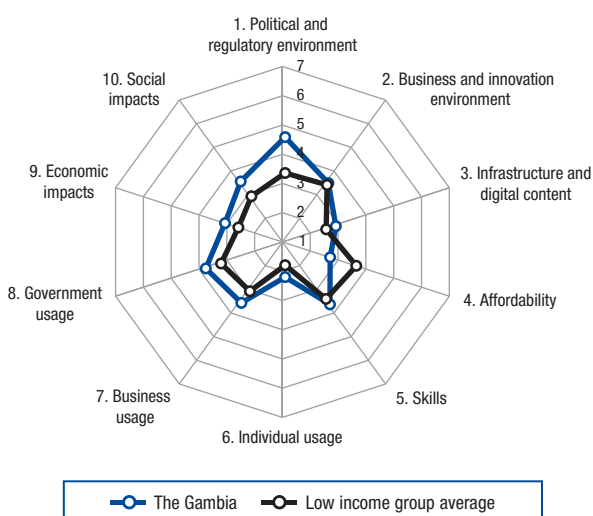 1. Political and
regulatory environment
7
6
5
4
3
2
1
2. Business and innovation
environment
3. Infrastructure and
digital content
4. Affordability
5. Skills
6. Individual usage
7. Business
usage
8. Government
usage
9. Economic
impacts
10. Social
impacts
The Gambia
Low income group average